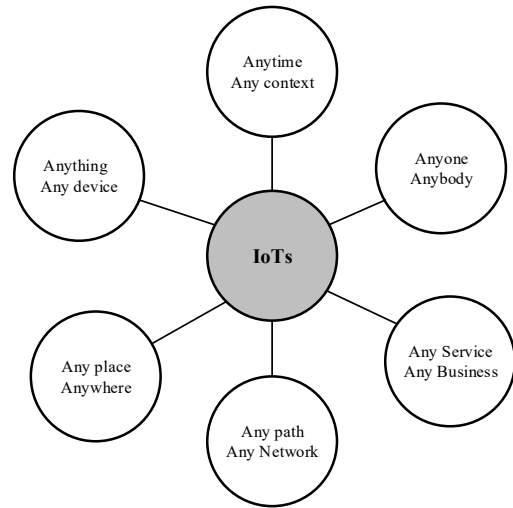 Anytime
Any context
Anyone
Anybody
Anything
Any device
IoTs
Any Service
Any Business
Any place
Anywhere
Any path
Any Network